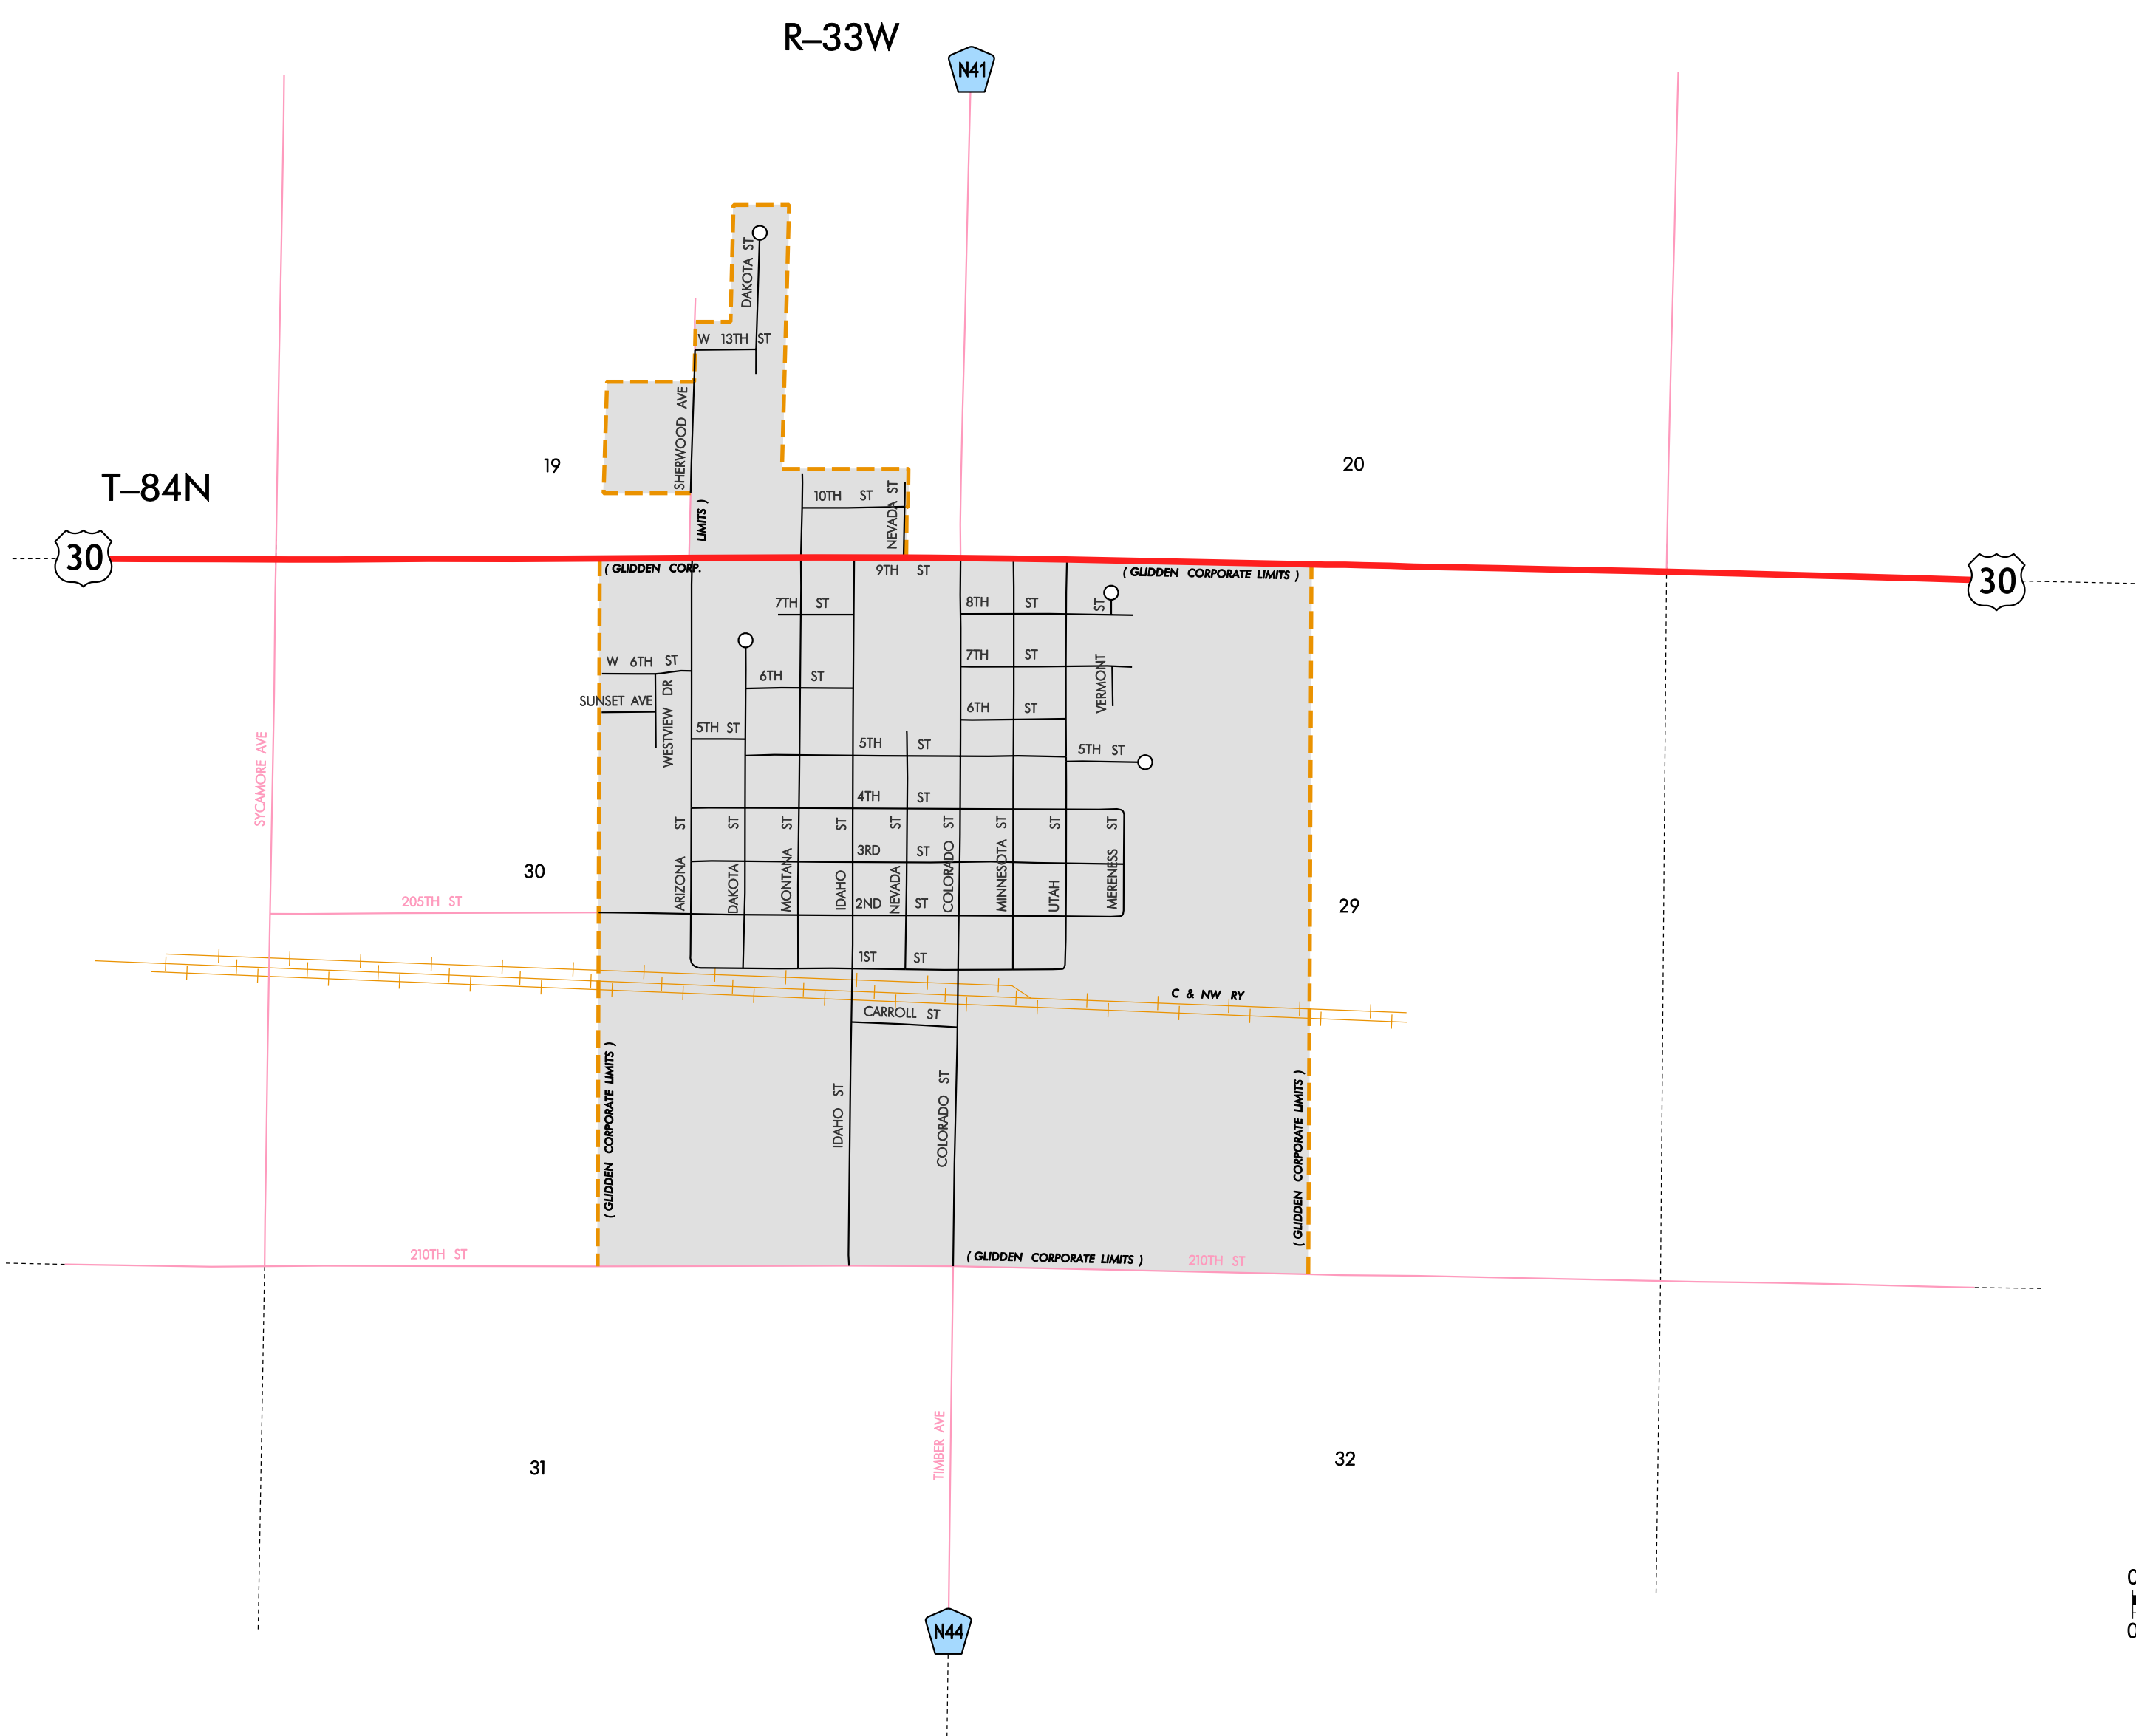 R–33W
N41
DAKOTA ST
W 13TH ST
SHERWOOD AVE
19
20
T–84N
10TH ST
NEVADA ST
LIMITS )
30
30
( GLIDDEN CORP.
9TH ST
( GLIDDEN CORPORATE LIMITS )
7TH ST
8TH ST
ST
W 6TH ST
6TH ST
7TH ST
VERMONT
SUNSET AVE
WESTVIEW DR
6TH ST
5TH ST
5TH ST
5TH ST
SYCAMORE AVE
4TH ST
ARIZONA ST
DAKOTA ST
MONTANA ST
IDAHO ST
NEVADA ST
COLORADO ST
MINNESOTA ST
UTAH ST
MERENESS ST
3RD ST
30
205TH ST
2ND ST
29
1ST ST
C & NW RY
CARROLL ST
( GLIDDEN CORPORATE LIMITS )
IDAHO ST
COLORADO ST
( GLIDDEN CORPORATE LIMITS )
210TH ST
( GLIDDEN CORPORATE LIMITS )
210TH ST
TIMBER AVE
31
32
N44
0
0